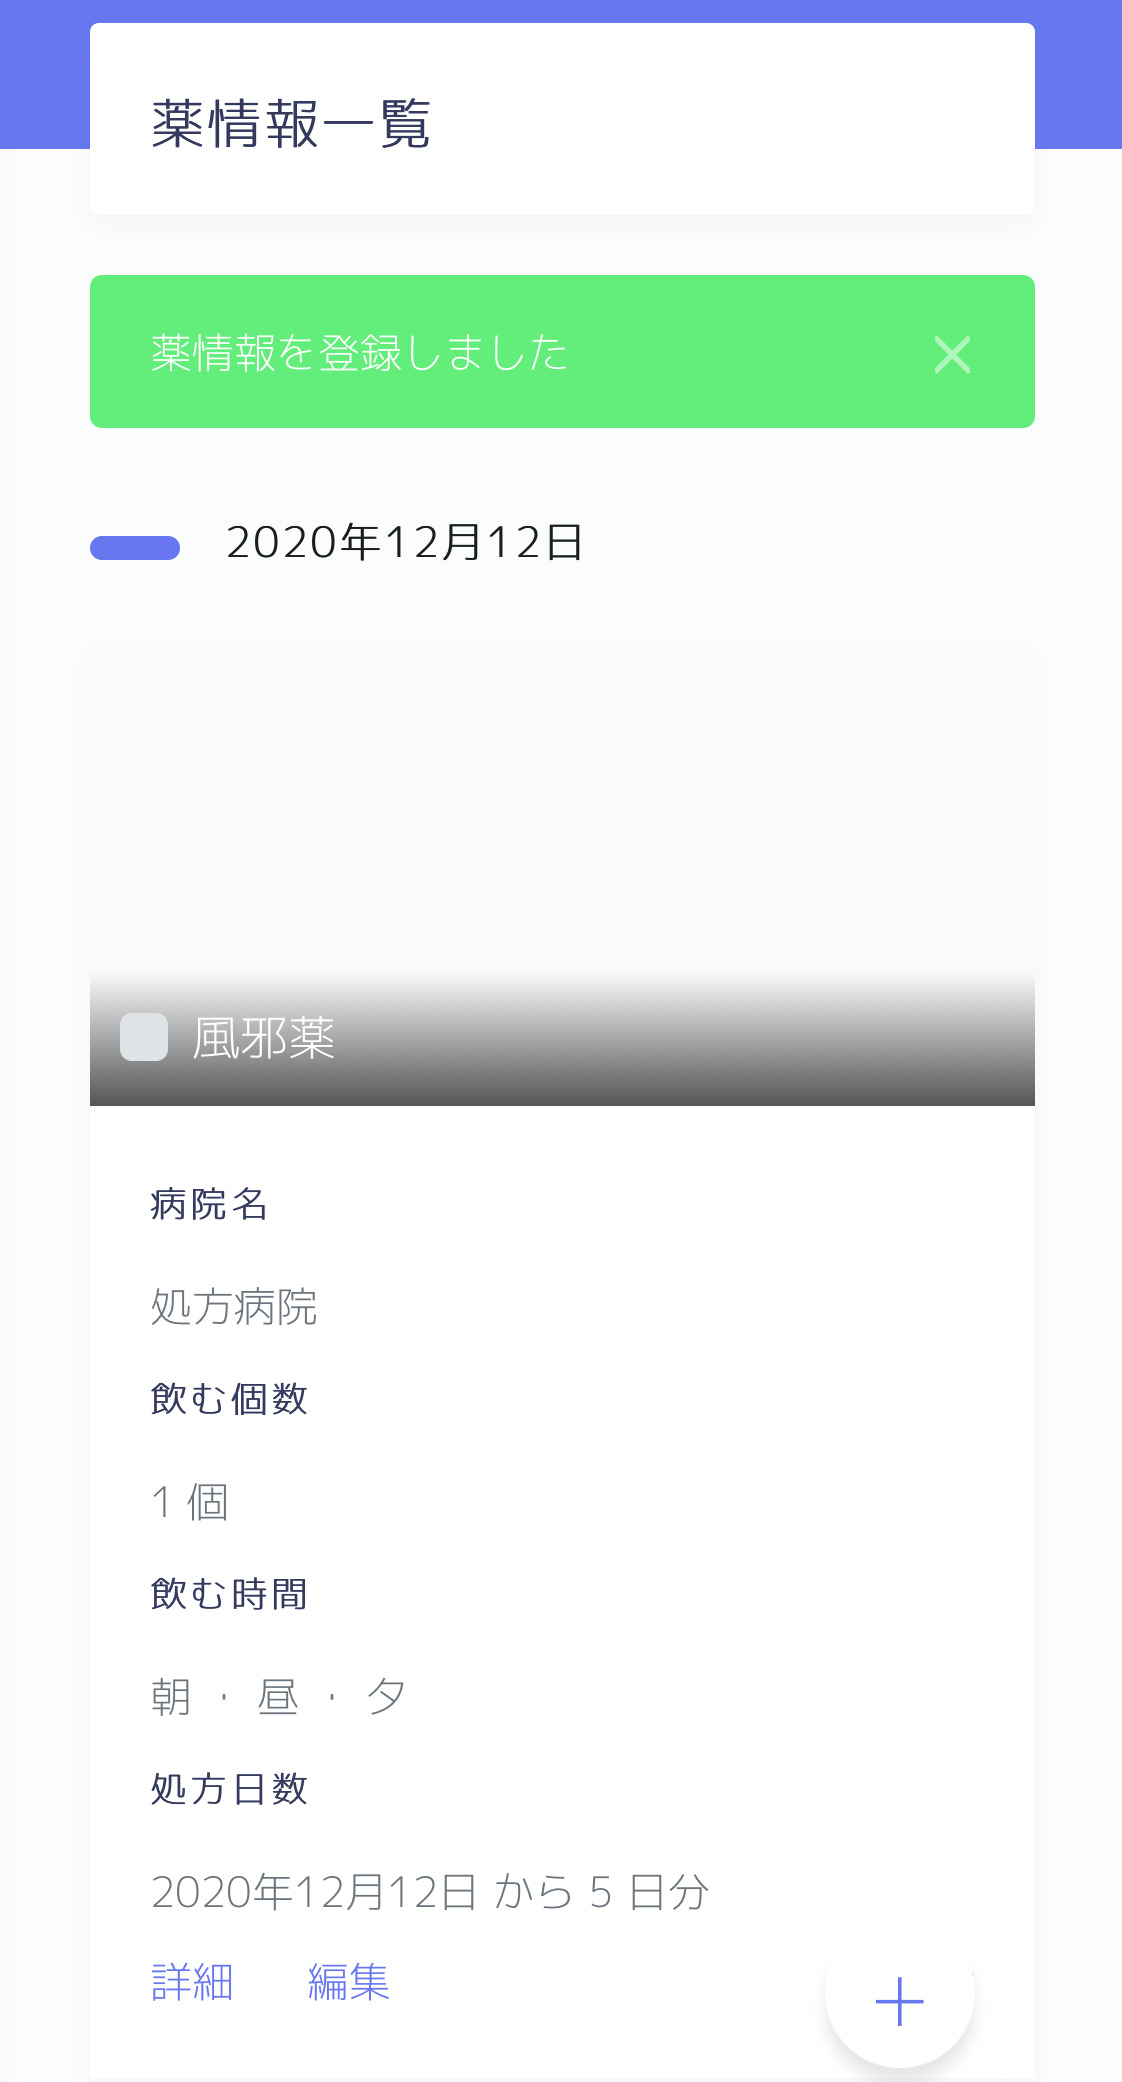 薬情報一覧
薬情報を登録しました
2020年12月12日
風邪薬
病院名
処方病院
飲む個数
1 個
飲む時間
朝 ・ 昼 ・ 夕
処方日数
2020年12月12日 から 5 日分
詳細 編集